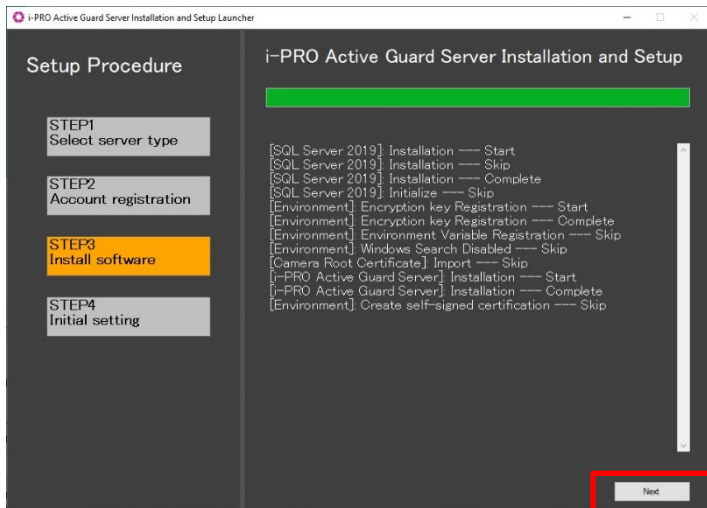 i-PRO Active Guard Server Installation and Setup Launcher
Setup Procedure
STEP1
Select server type
STEP2
Account registration
STEP3
Install software
STEP4
Initial setting
i-PRO Active Guard Server Installation and Setup
[SQL Server 2019]: Installation --- Start
[SQL Server 2019]: Installation --- Skip
[SQL Server 2019]: Installation --- Complete
[SQL Server 2019]: Initialize --- Skip
[Environment]: Encryption key Registration --- Start
[Environment]: Encryption key Registration --- Complete
[Environment]: Environment Variable Registration --- Skip
[Environment]: Windows Search Disabled --- Skip
[Camera Root Certificate]: Import --- Skip
[i-PRO Active Guard Server]: Installation --- Start
[i-PRO Active Guard Server]: Installation --- Complete
[Environment]: Create self-signed certification --- Skip
Next